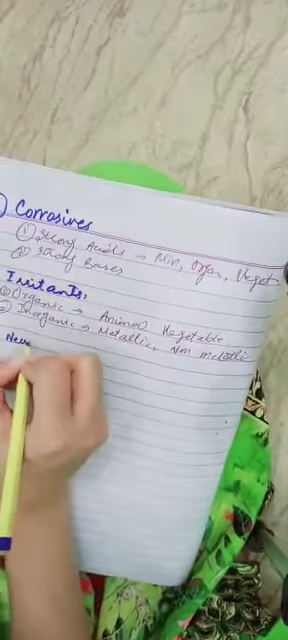 Corrosives
① Strong Acids → Min, Organ, Veget
② Strong Bases
Irritants:
① Organic → Animal Vegetable
② Inorganic → Metallic, Non metallic
Neu